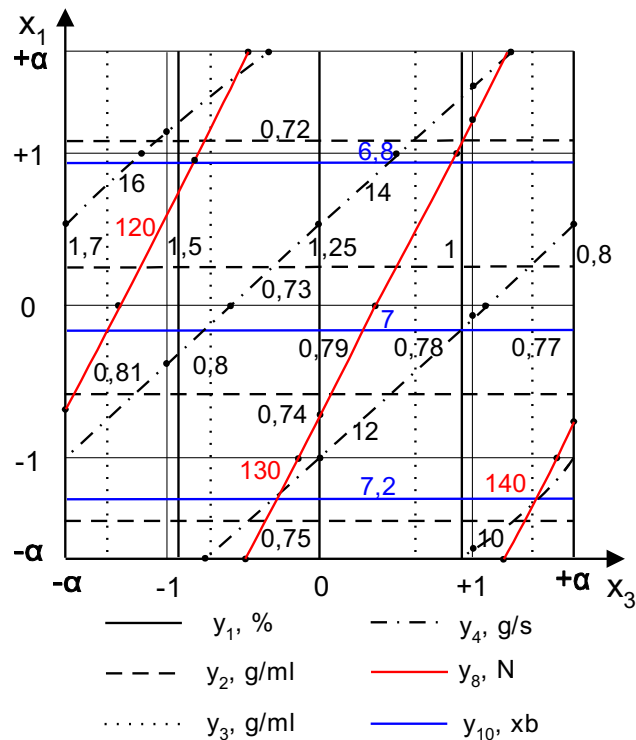 x₁
+α
0,72
+1
6,8
16
14
120
1,7
1,5
1,25
1
0,8
0,73
0
7
0,81
0,8
0,79
0,78
0,77
0,74
12
-1
130
7,2
140
0,75
10
-α
-α
-1
0
+1
+α
x₃
y₁, %
y₄, g/s
y₂, g/ml
y₈, N
y₃, g/ml
y₁₀, xb